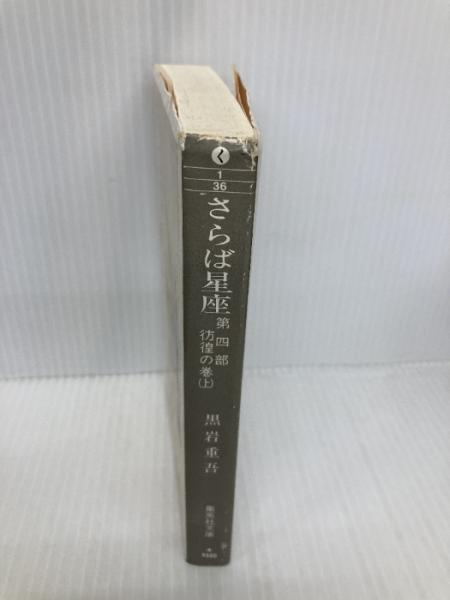 く
1
36
さらば星座
第四部
彷徨の巻(上)
黒岩重吾
集英社文庫